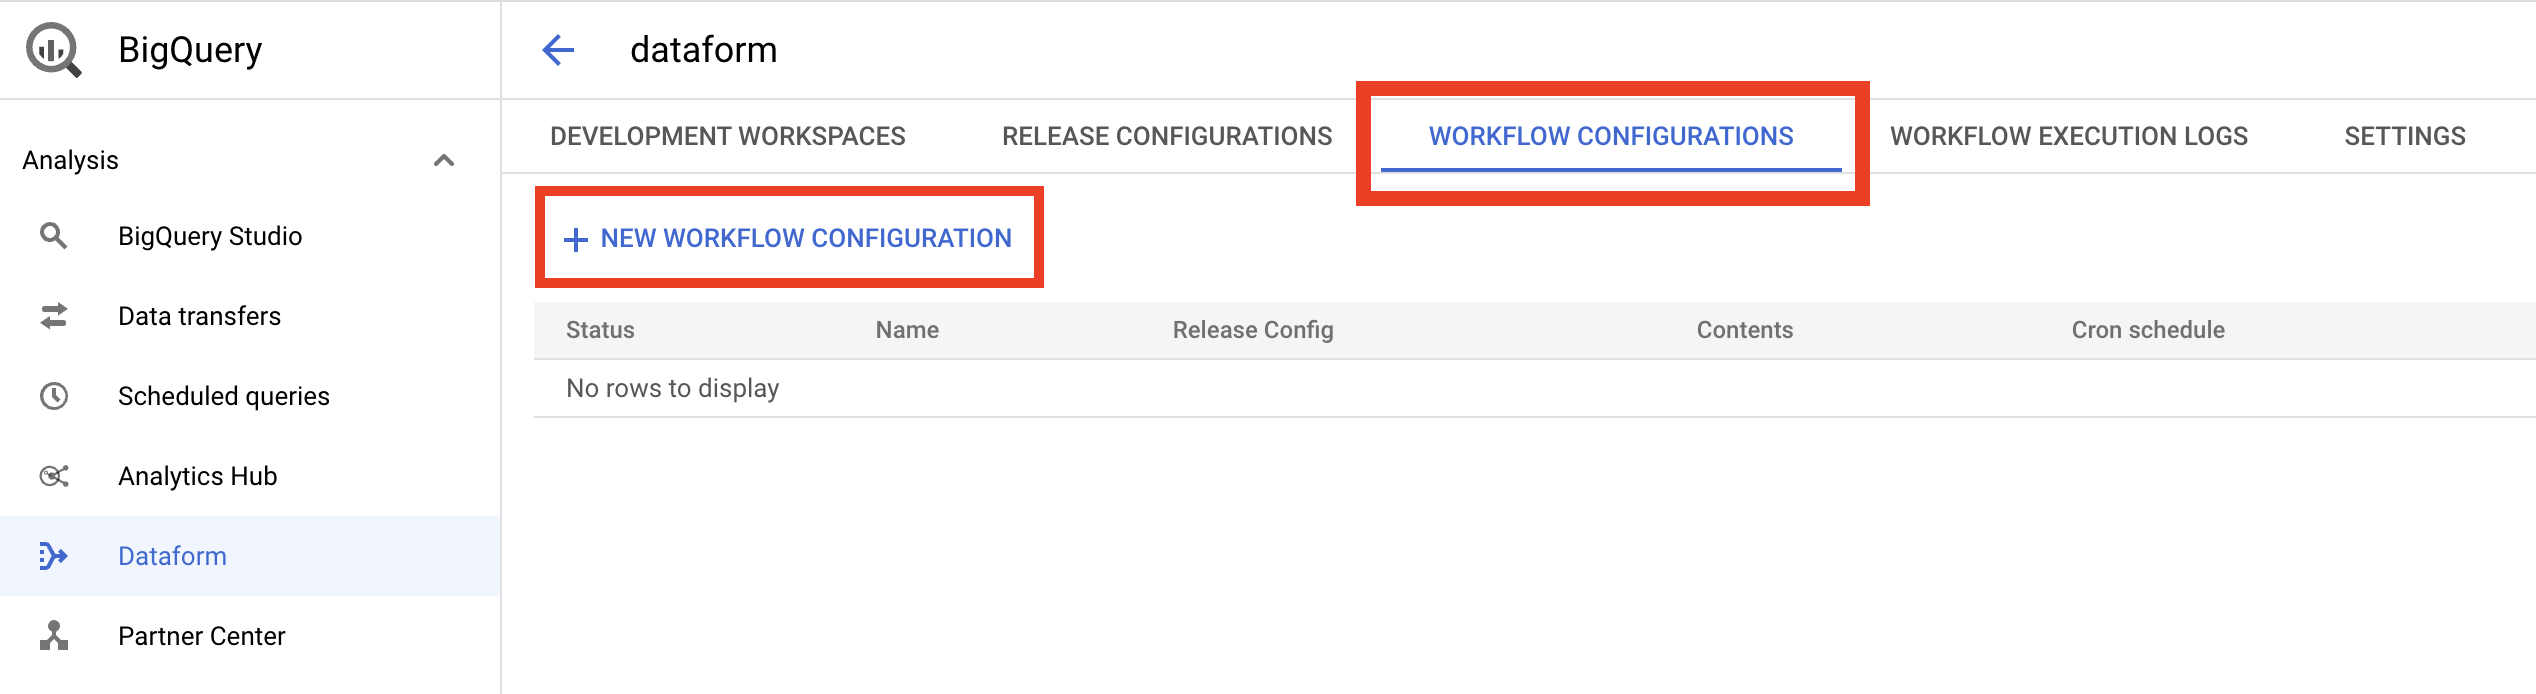 BigQuery
dataform
DEVELOPMENT WORKSPACES
RELEASE CONFIGURATIONS
WORKFLOW CONFIGURATIONS
WORKFLOW EXECUTION LOGS
SETTINGS
Analysis
BigQuery Studio
Data transfers
Scheduled queries
Analytics Hub
Dataform
Partner Center
+ NEW WORKFLOW CONFIGURATION
Status Name Release Config Contents Cron schedule
No rows to display